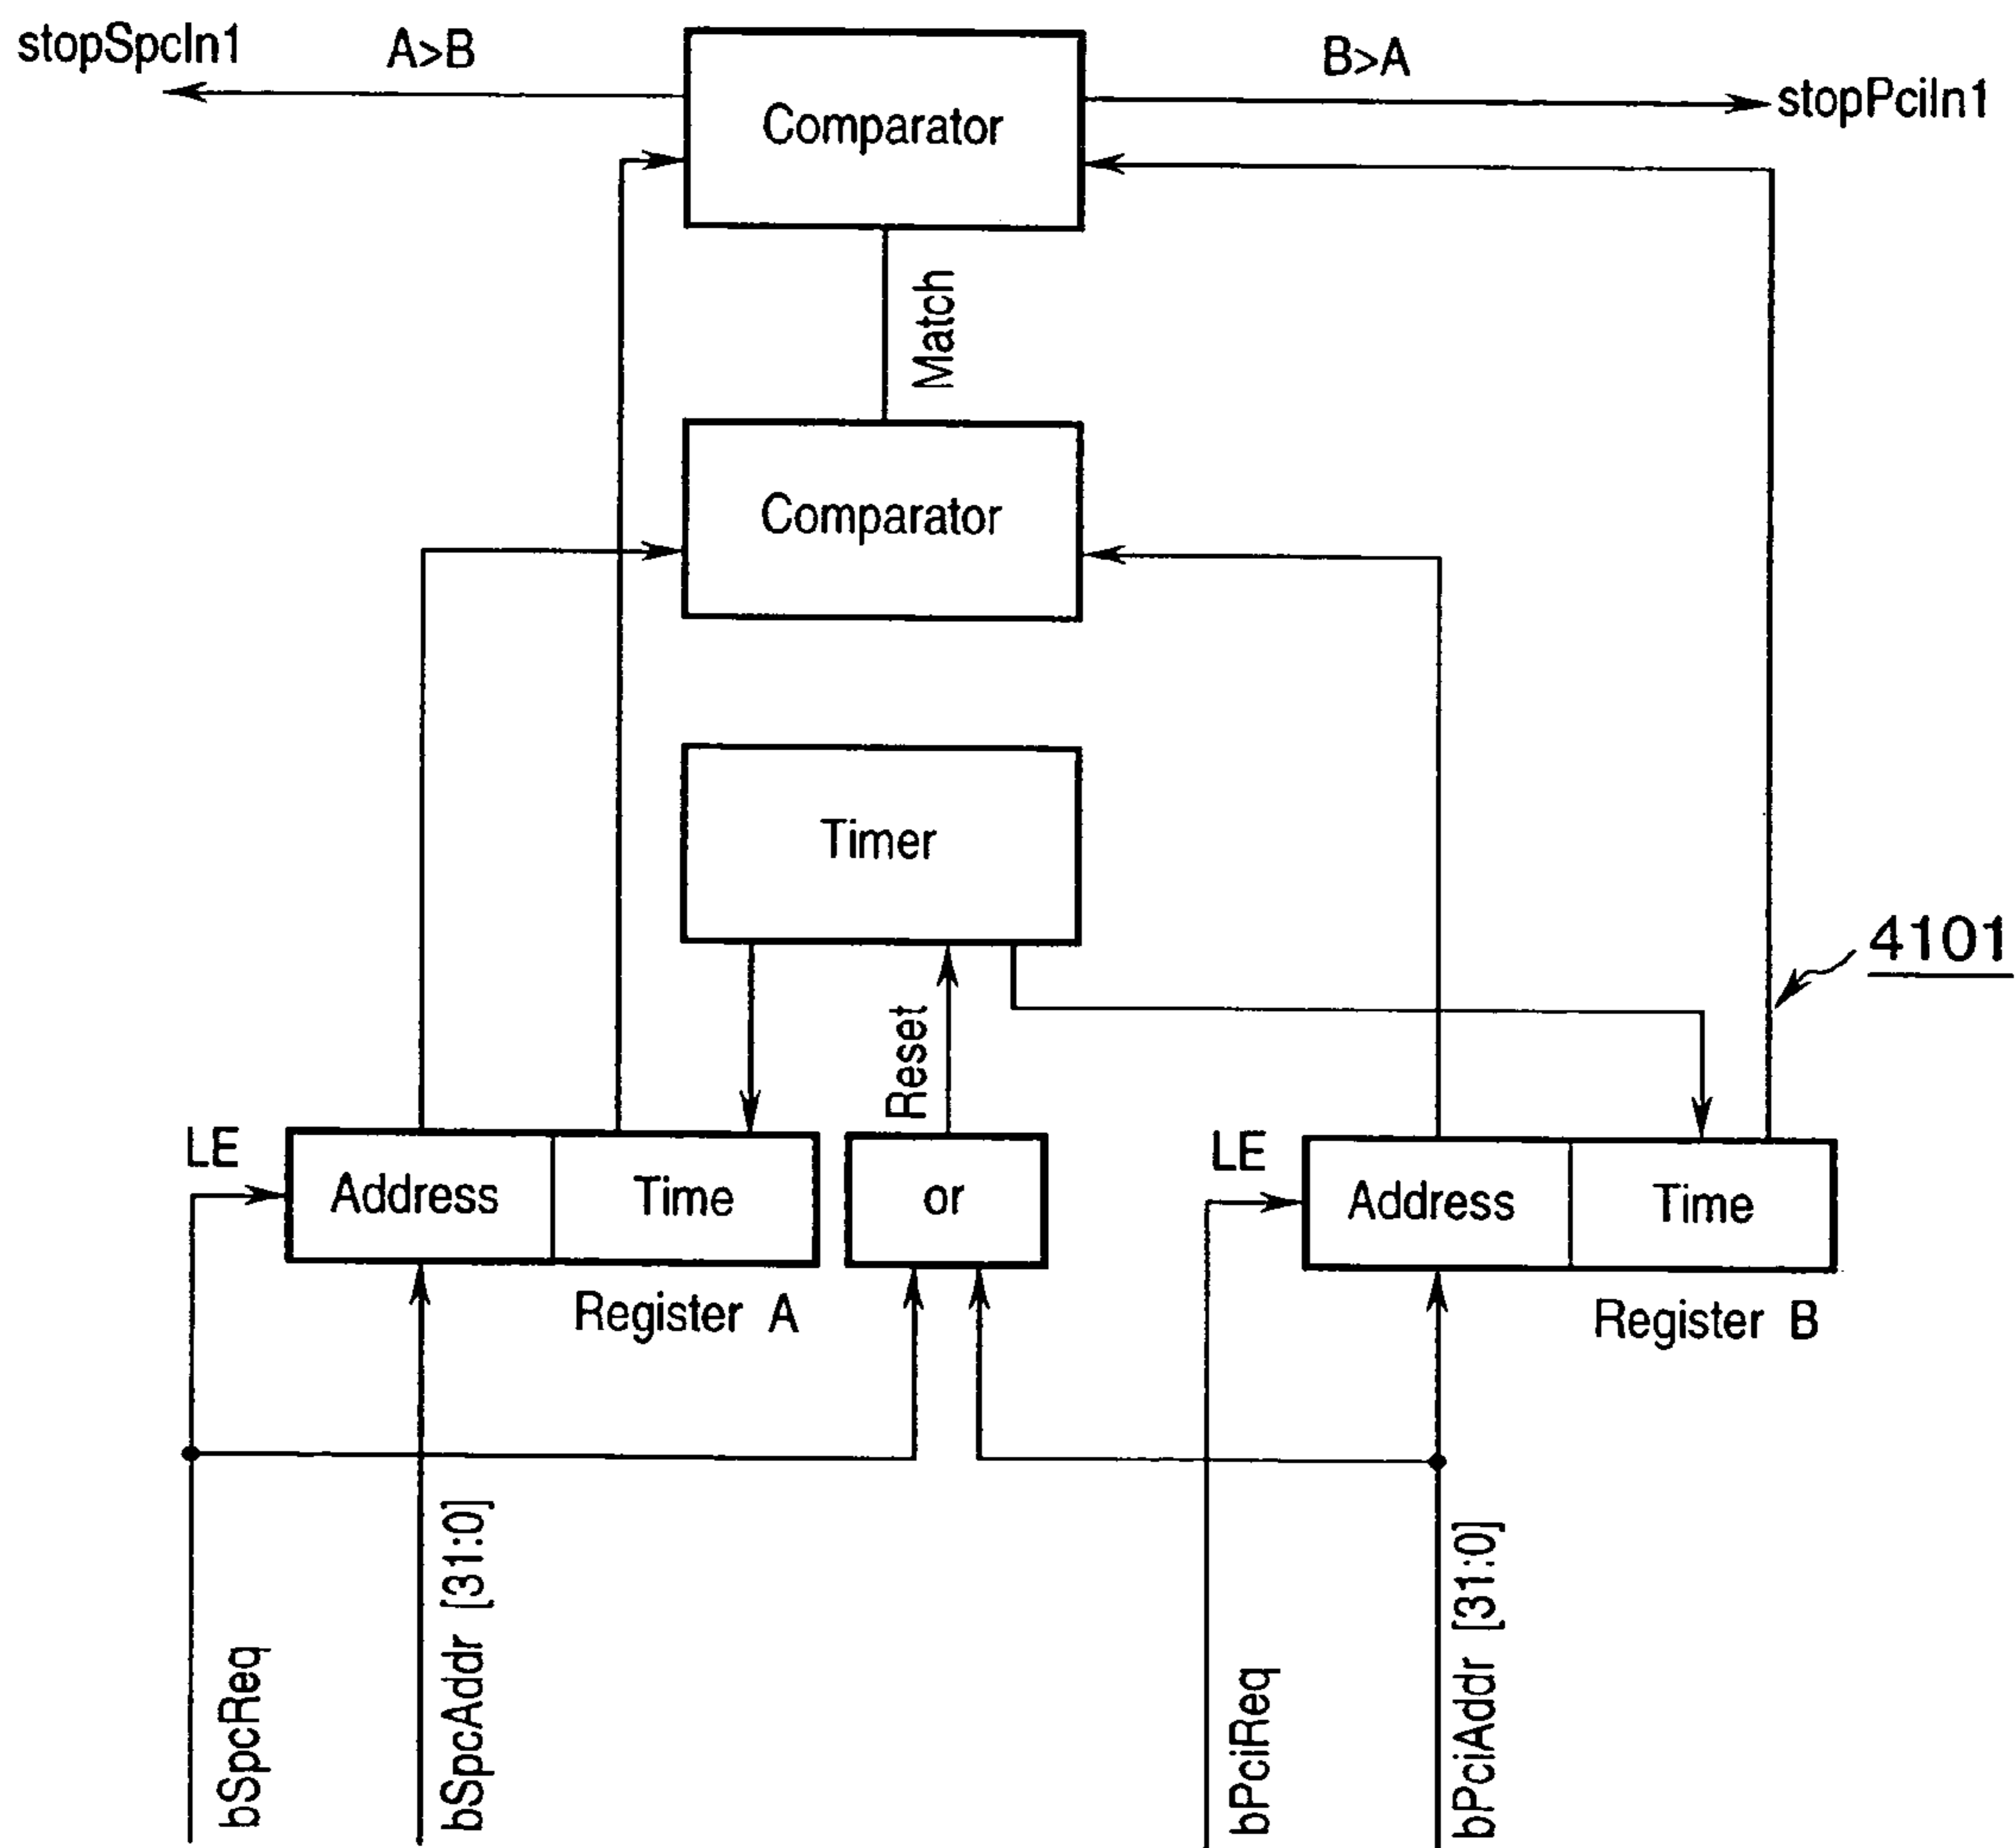 stopSpcIn1
A>B
B>A
stopPciIn1
Comparator
Match
Comparator
Timer
4101
Reset
LE
Address
Time
or
LE
Address
Time
Register A
Register B
bSpcReq
bSpcAddr [31:0]
bPciReq
bPciAddr [31:0]